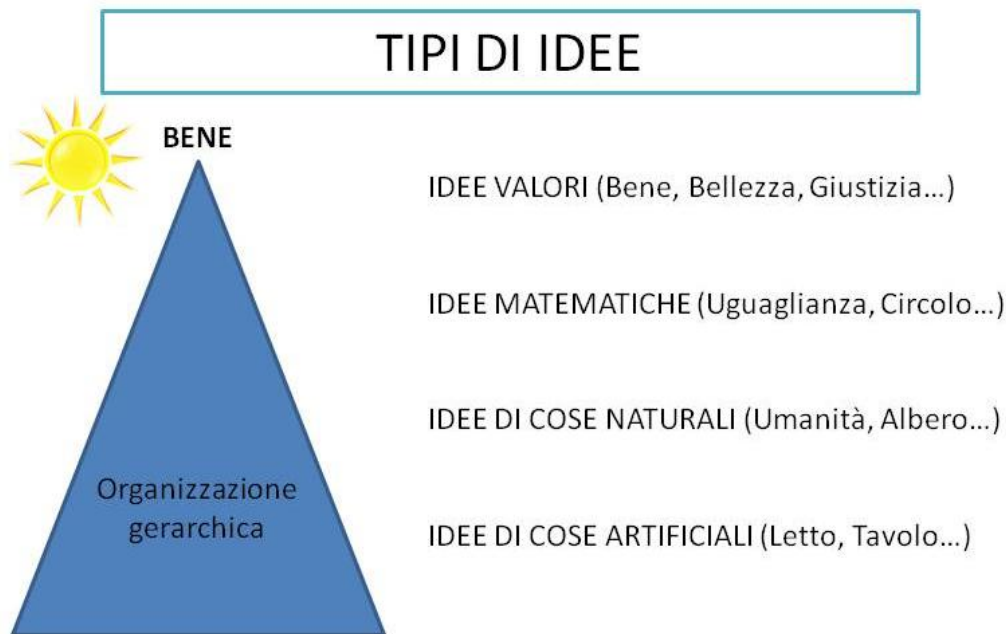 TIPI DI IDEE
BENE
IDEE VALORI (Bene, Bellezza, Giustizia...)
IDEE MATEMATICHE (Uguaglianza, Circolo...)
IDEE DI COSE NATURALI (Umanità, Albero...)
Organizzazione
gerarchica
IDEE DI COSE ARTIFICIALI (Letto, Tavolo...)